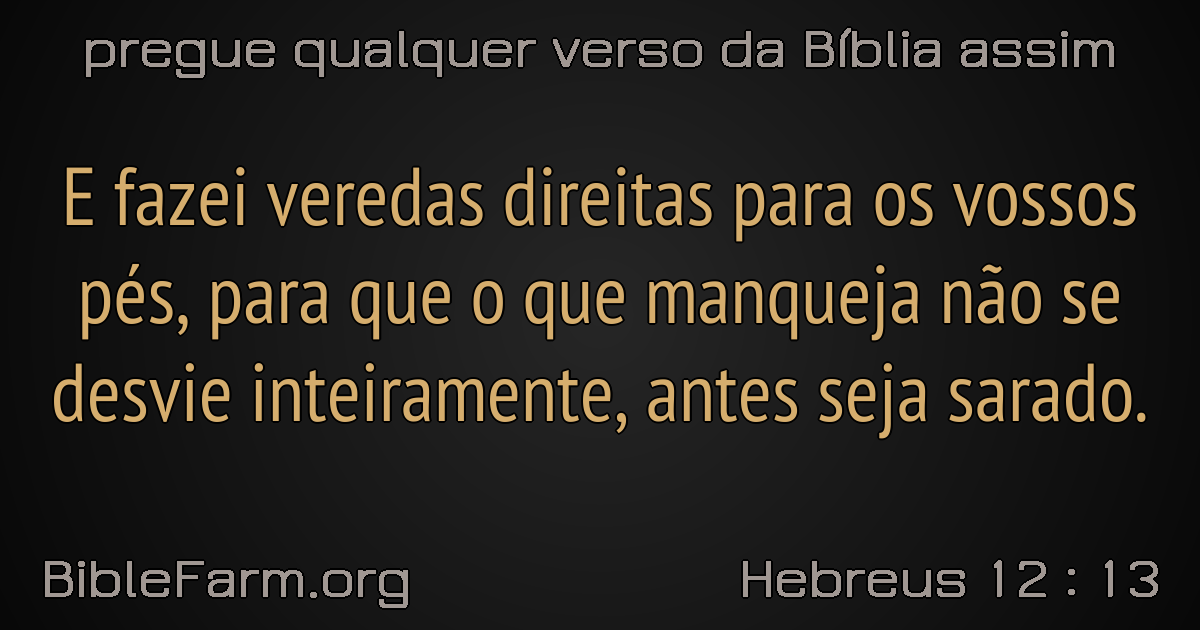 pregue qualquer verso da Bíblia assim
E fazei veredas direitas para os vossos
pés, para que o que manqueja não se
desvie inteiramente, antes seja sarado.
BibleFarm.org
Hebreus 12 : 13